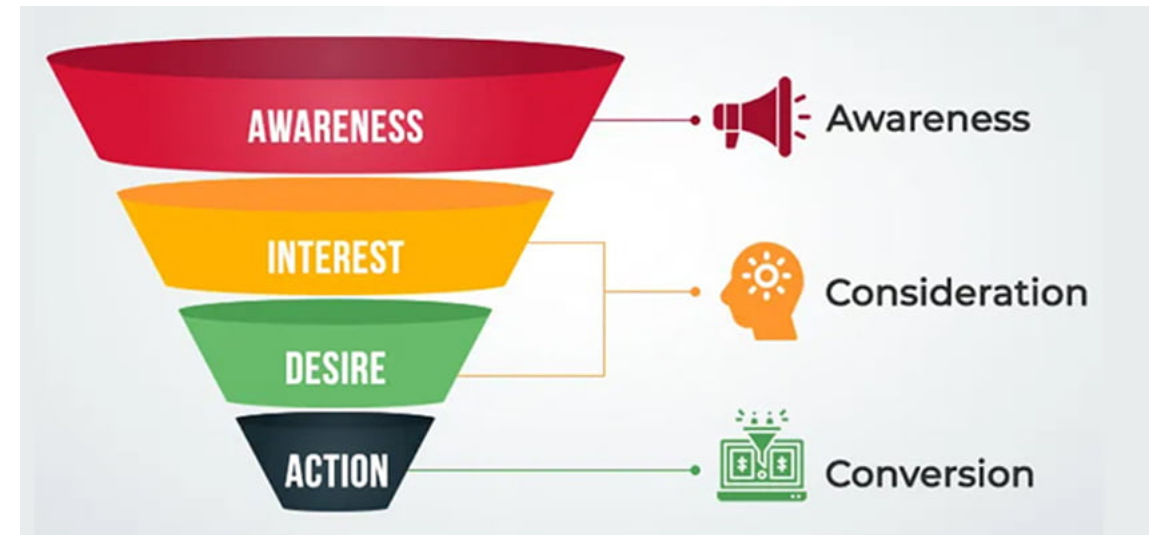 AWARENESS
Awareness
INTEREST
Consideration
DESIRE
ACTION
Conversion